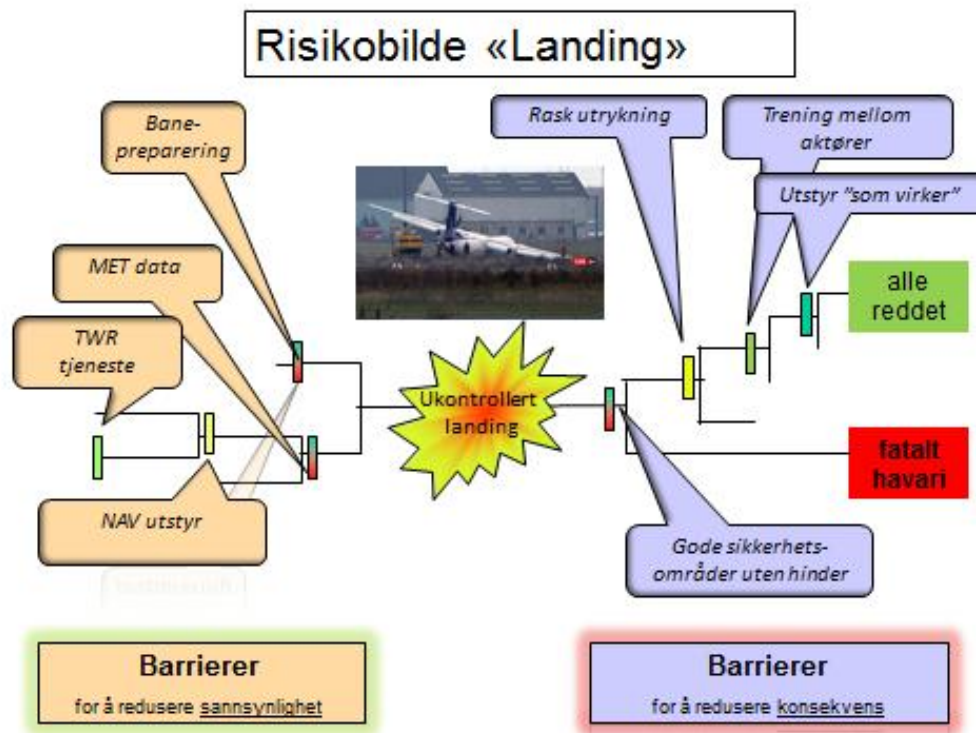 Risikobilde «Landing»
Bane-
preparering
MET data
TWR
tjeneste
NAV utstyr
Rask utrykning
Trening mellom
aktører
Utstyr ”som virker”
alle
reddet
Ukontrollert
landing
fatalt
havari
Gode sikkerhets-
områder uten hinder
Barrierer
for å redusere sannsynlighet
Barrierer
for å redusere konsekvens